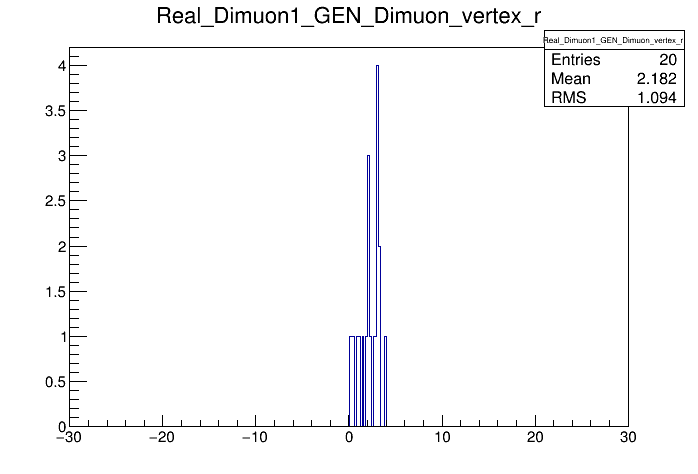 Real_Dimuon1_GEN_Dimuon_vertex_r
Real_Dimuon1_GEN_Dimuon_vertex_r
Entries 20
Mean 2.182
RMS 1.094
4
3.5
3
2.5
2
1.5
1
0.5
0
−30 −20 −10 0 10 20 30